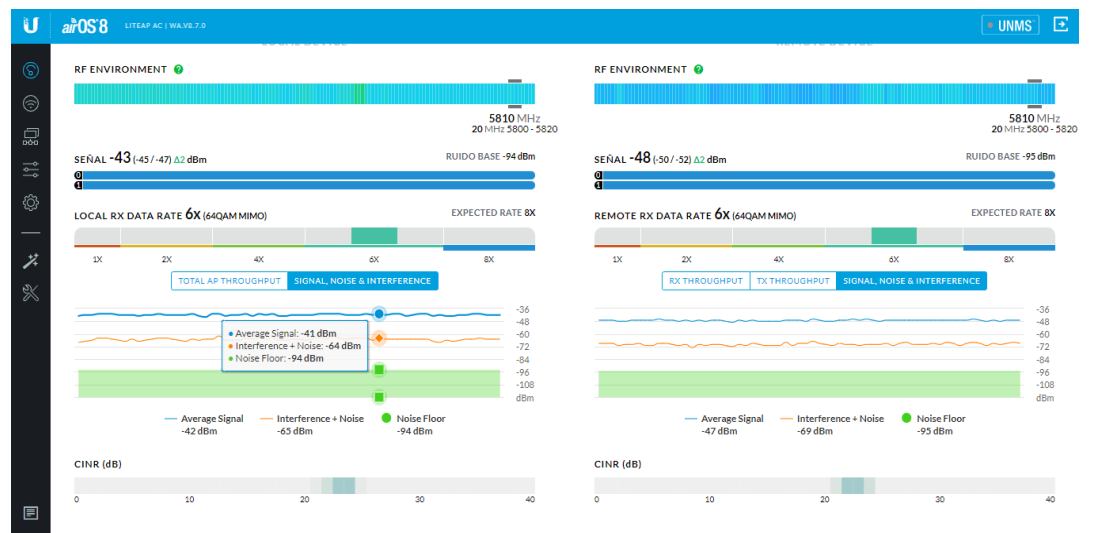 airOS°8 LITEAP AC | WA.V8.7.0 UNMS
LOCAL DEVICE REMOTE DEVICE
RF ENVIRONMENT ?
5810 MHz
20 MHz 5800 - 5820
SEÑAL -43 (-45 / -47) Δ2 dBm RUIDO BASE -94 dBm
0
1
LOCAL RX DATA RATE 6X (64QAM MIMO) EXPECTED RATE 8X
1X 2X 4X 6X 8X
TOTAL AP THROUGHPUT SIGNAL, NOISE & INTERFERENCE
-36
-48
-60
-72
-84
-96
-108
dBm
Average Signal: -41 dBm
Interference + Noise: -64 dBm
Noise Floor: -94 dBm
Average Signal Interference + Noise Noise Floor
-42 dBm -65 dBm -94 dBm
CINR (dB)
0 10 20 30 40
RF ENVIRONMENT ?
5810 MHz
20 MHz 5800 - 5820
SEÑAL -48 (-50 / -52) Δ2 dBm RUIDO BASE -95 dBm
0
1
REMOTE RX DATA RATE 6X (64QAM MIMO) EXPECTED RATE 8X
1X 2X 4X 6X 8X
RX THROUGHPUT TX THROUGHPUT SIGNAL, NOISE & INTERFERENCE
-36
-48
-60
-72
-84
-96
-108
dBm
Average Signal Interference + Noise Noise Floor
-47 dBm -69 dBm -95 dBm
CINR (dB)
0 10 20 30 40